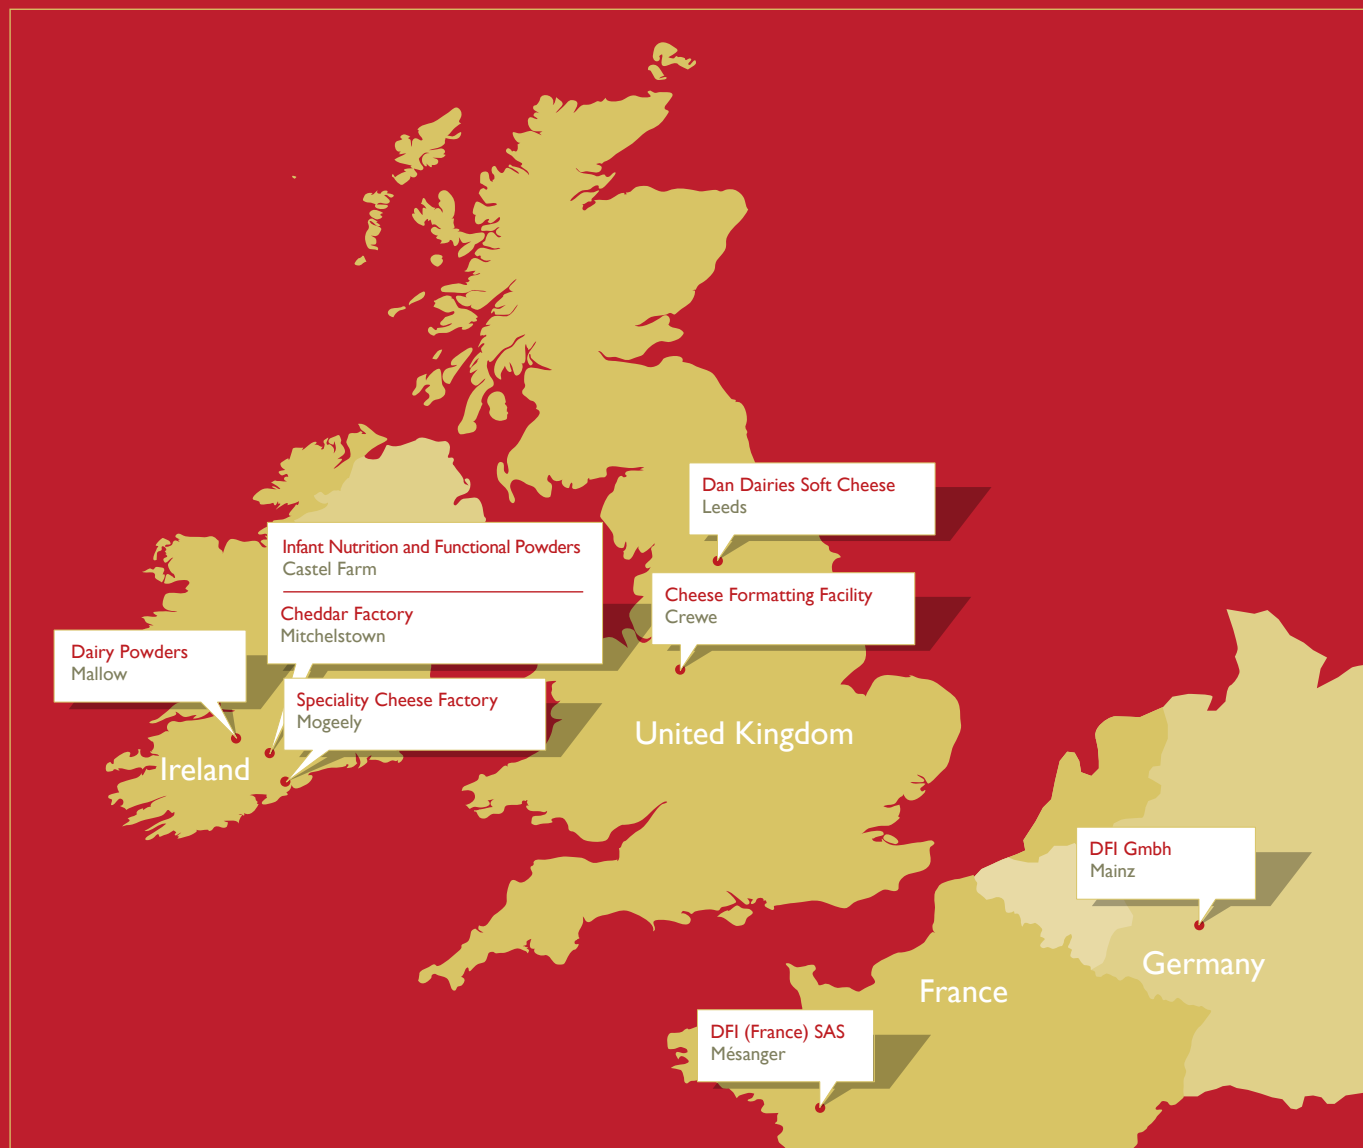 Dan Dairies Soft Cheese
Leeds
Infant Nutrition and Functional Powders
Castel Farm
Cheddar Factory
Mitchelstown
Cheese Formatting Facility
Crewe
Dairy Powders
Mallow
Speciality Cheese Factory
Mogeely
United Kingdom
Ireland
DFI Gmbh
Mainz
Germany
France
DFI (France) SAS
Mésanger